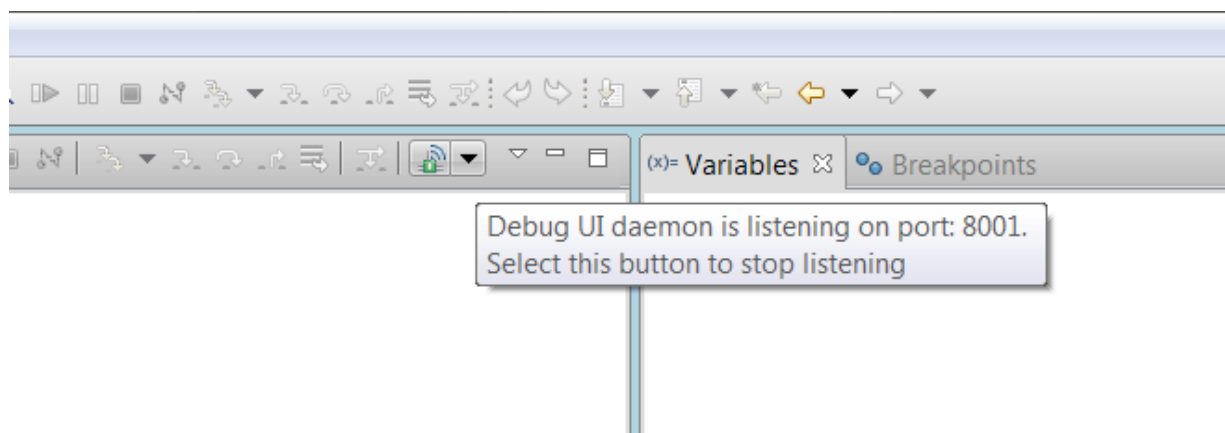 (x)= Variables Breakpoints
Debug UI daemon is listening on port: 8001.
Select this button to stop listening